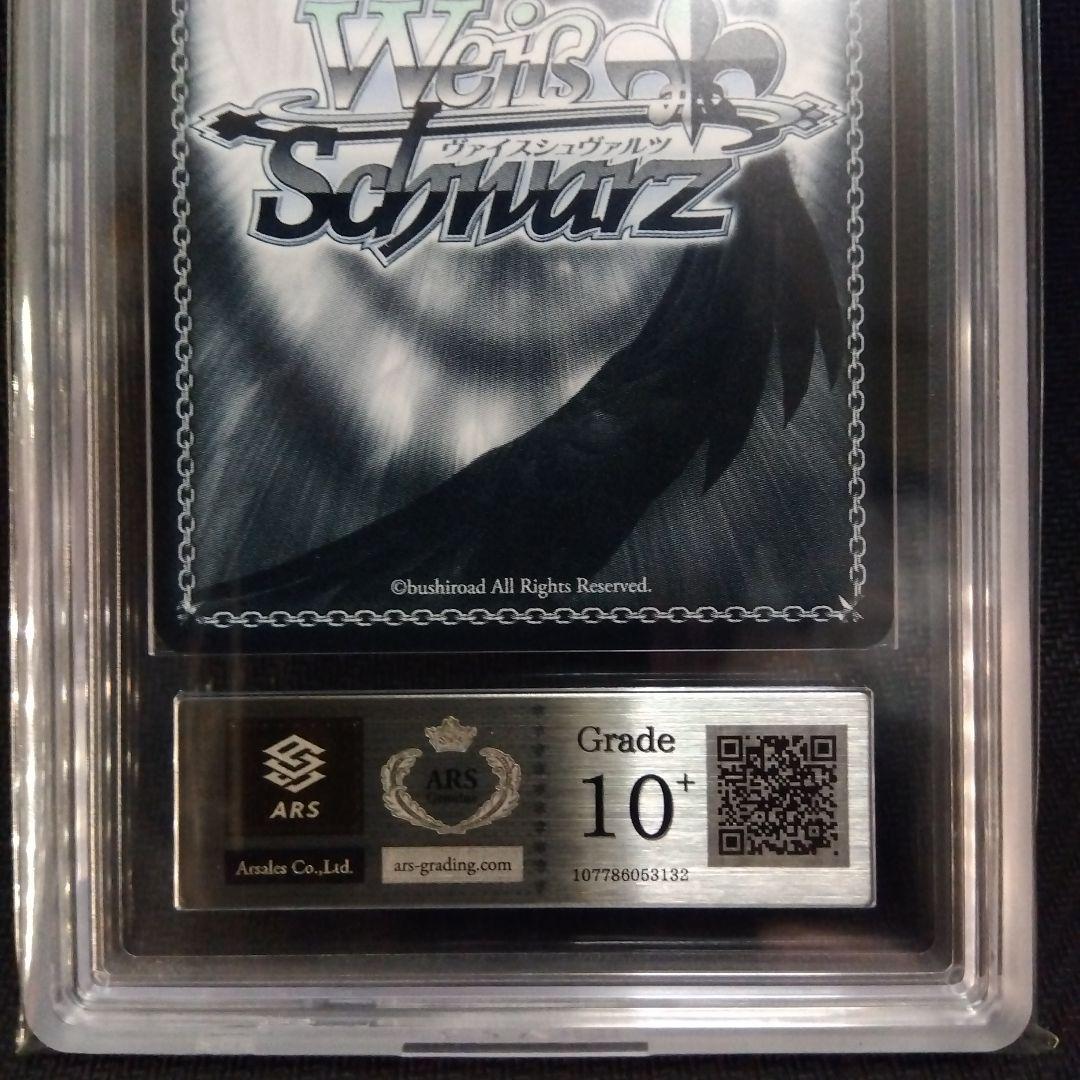 Weiß
ヴァイスシュヴァルツ
Schwarz
©bushiroad All Rights Reserved.
ARS
Arsales Co.,Ltd.
ARS
ars-grading.com
Grade
10+
107786053132